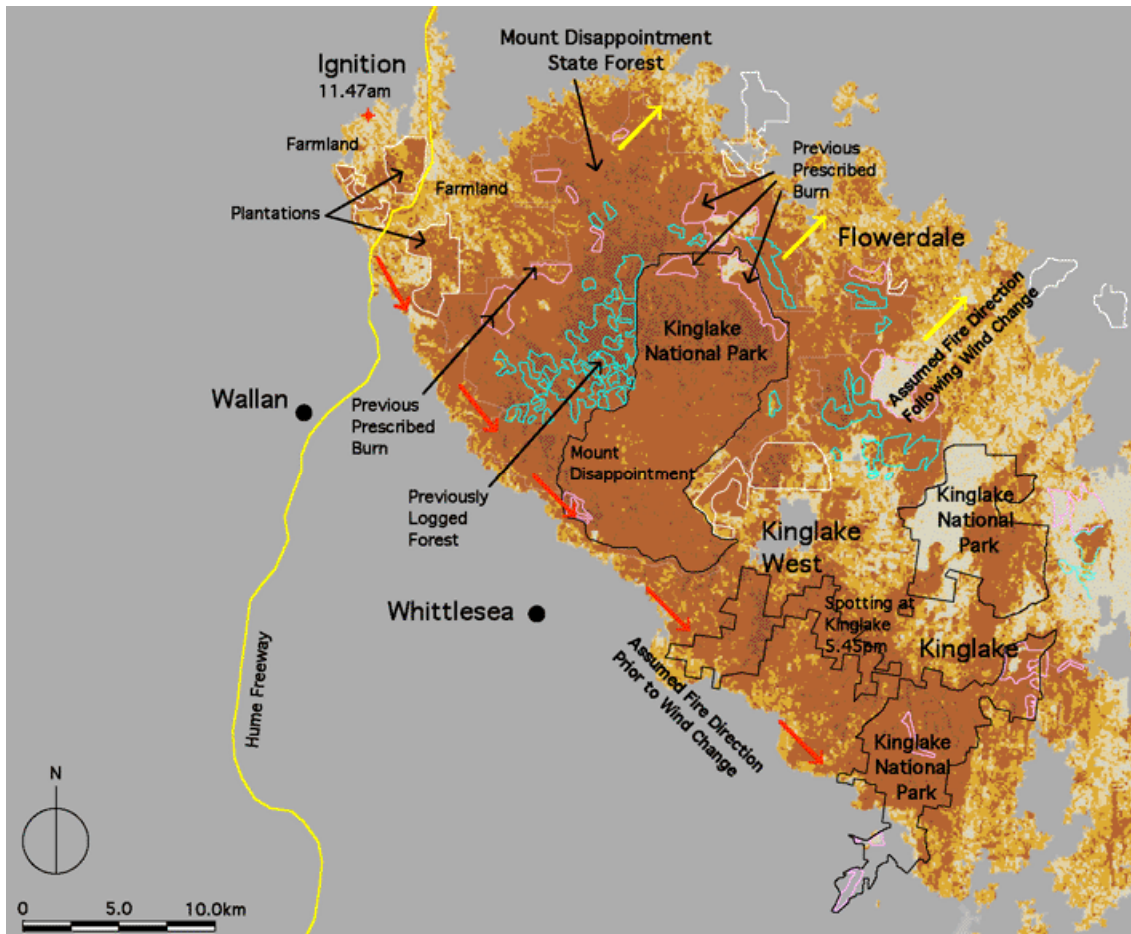 Mount Disappointment
State Forest
Ignition
11.47am
Farmland
Farmland
Plantations
Previous
Prescribed
Burn
Flowerdale
Kinglake
National Park
Assumed Fire Direction
Following Wind Change
Wallan
Previous
Prescribed
Burn
Mount
Disappointment
Previously
Logged
Forest
Kinglake
National
Park
Kinglake
West
Whittlesea
Spotting at
Kinglake
5.45pm
Kinglake
Assumed Fire Direction
Prior to Wind Change
Hume Freeway
Kinglake
National
Park
N
0 5.0 10.0km